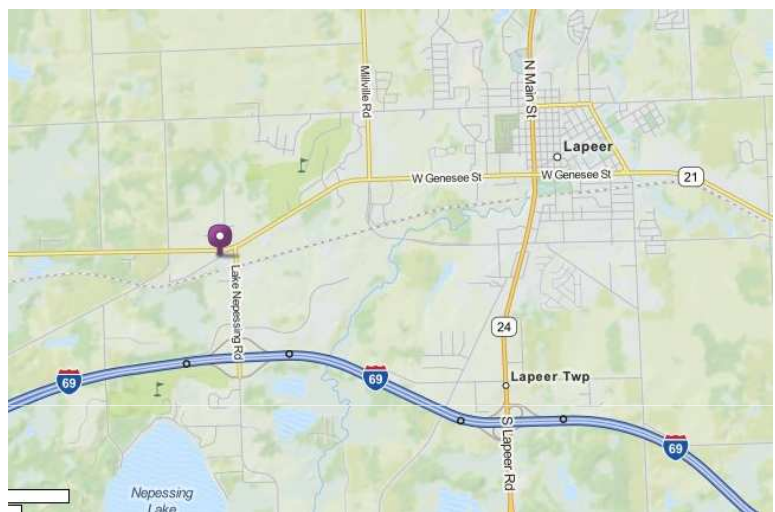 Millville Rd
N Main St
Lapeer
W Genesee St
W Genesee St
21
Lake Nepessing Rd
24
69
69
Lapeer Twp
S Lapeer Rd
69
Nepessing
Lake